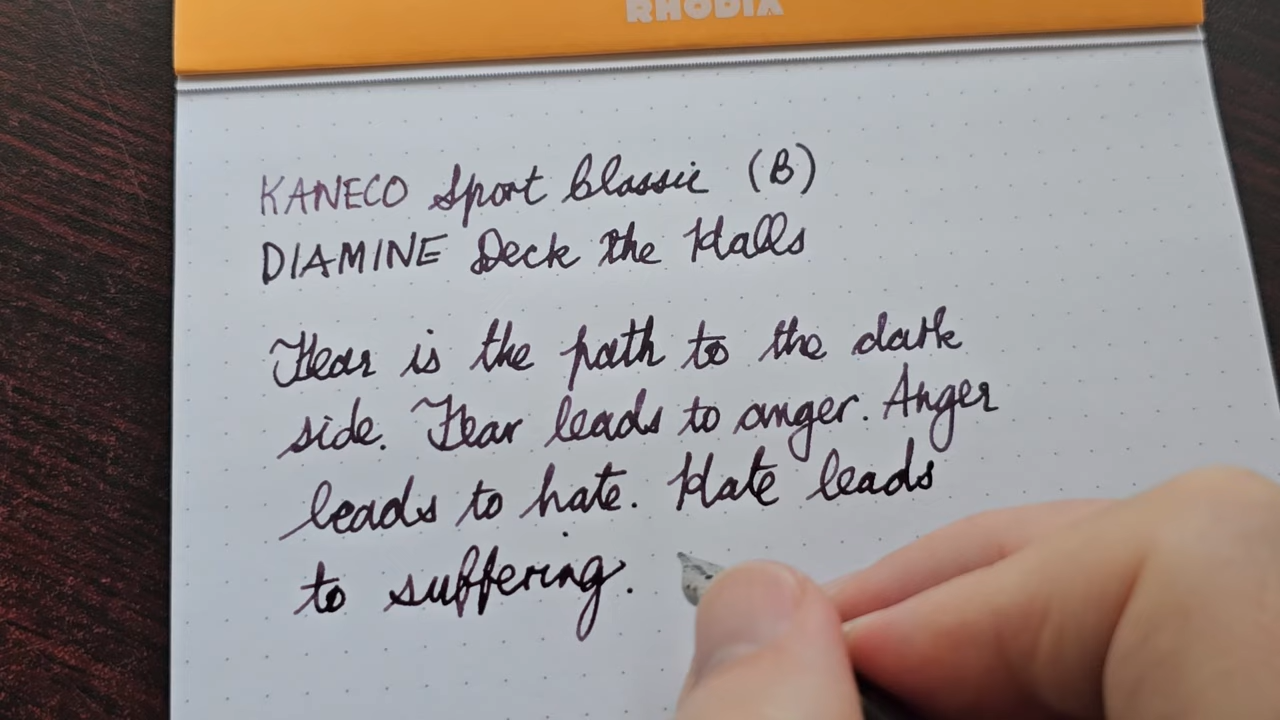 RHODIA
KANECO Sport Classic (B)
DIAMINE Deck the Halls
Fear is the path to the dark
side. Fear leads to anger. Anger
leads to hate. Hate leads
to suffering.